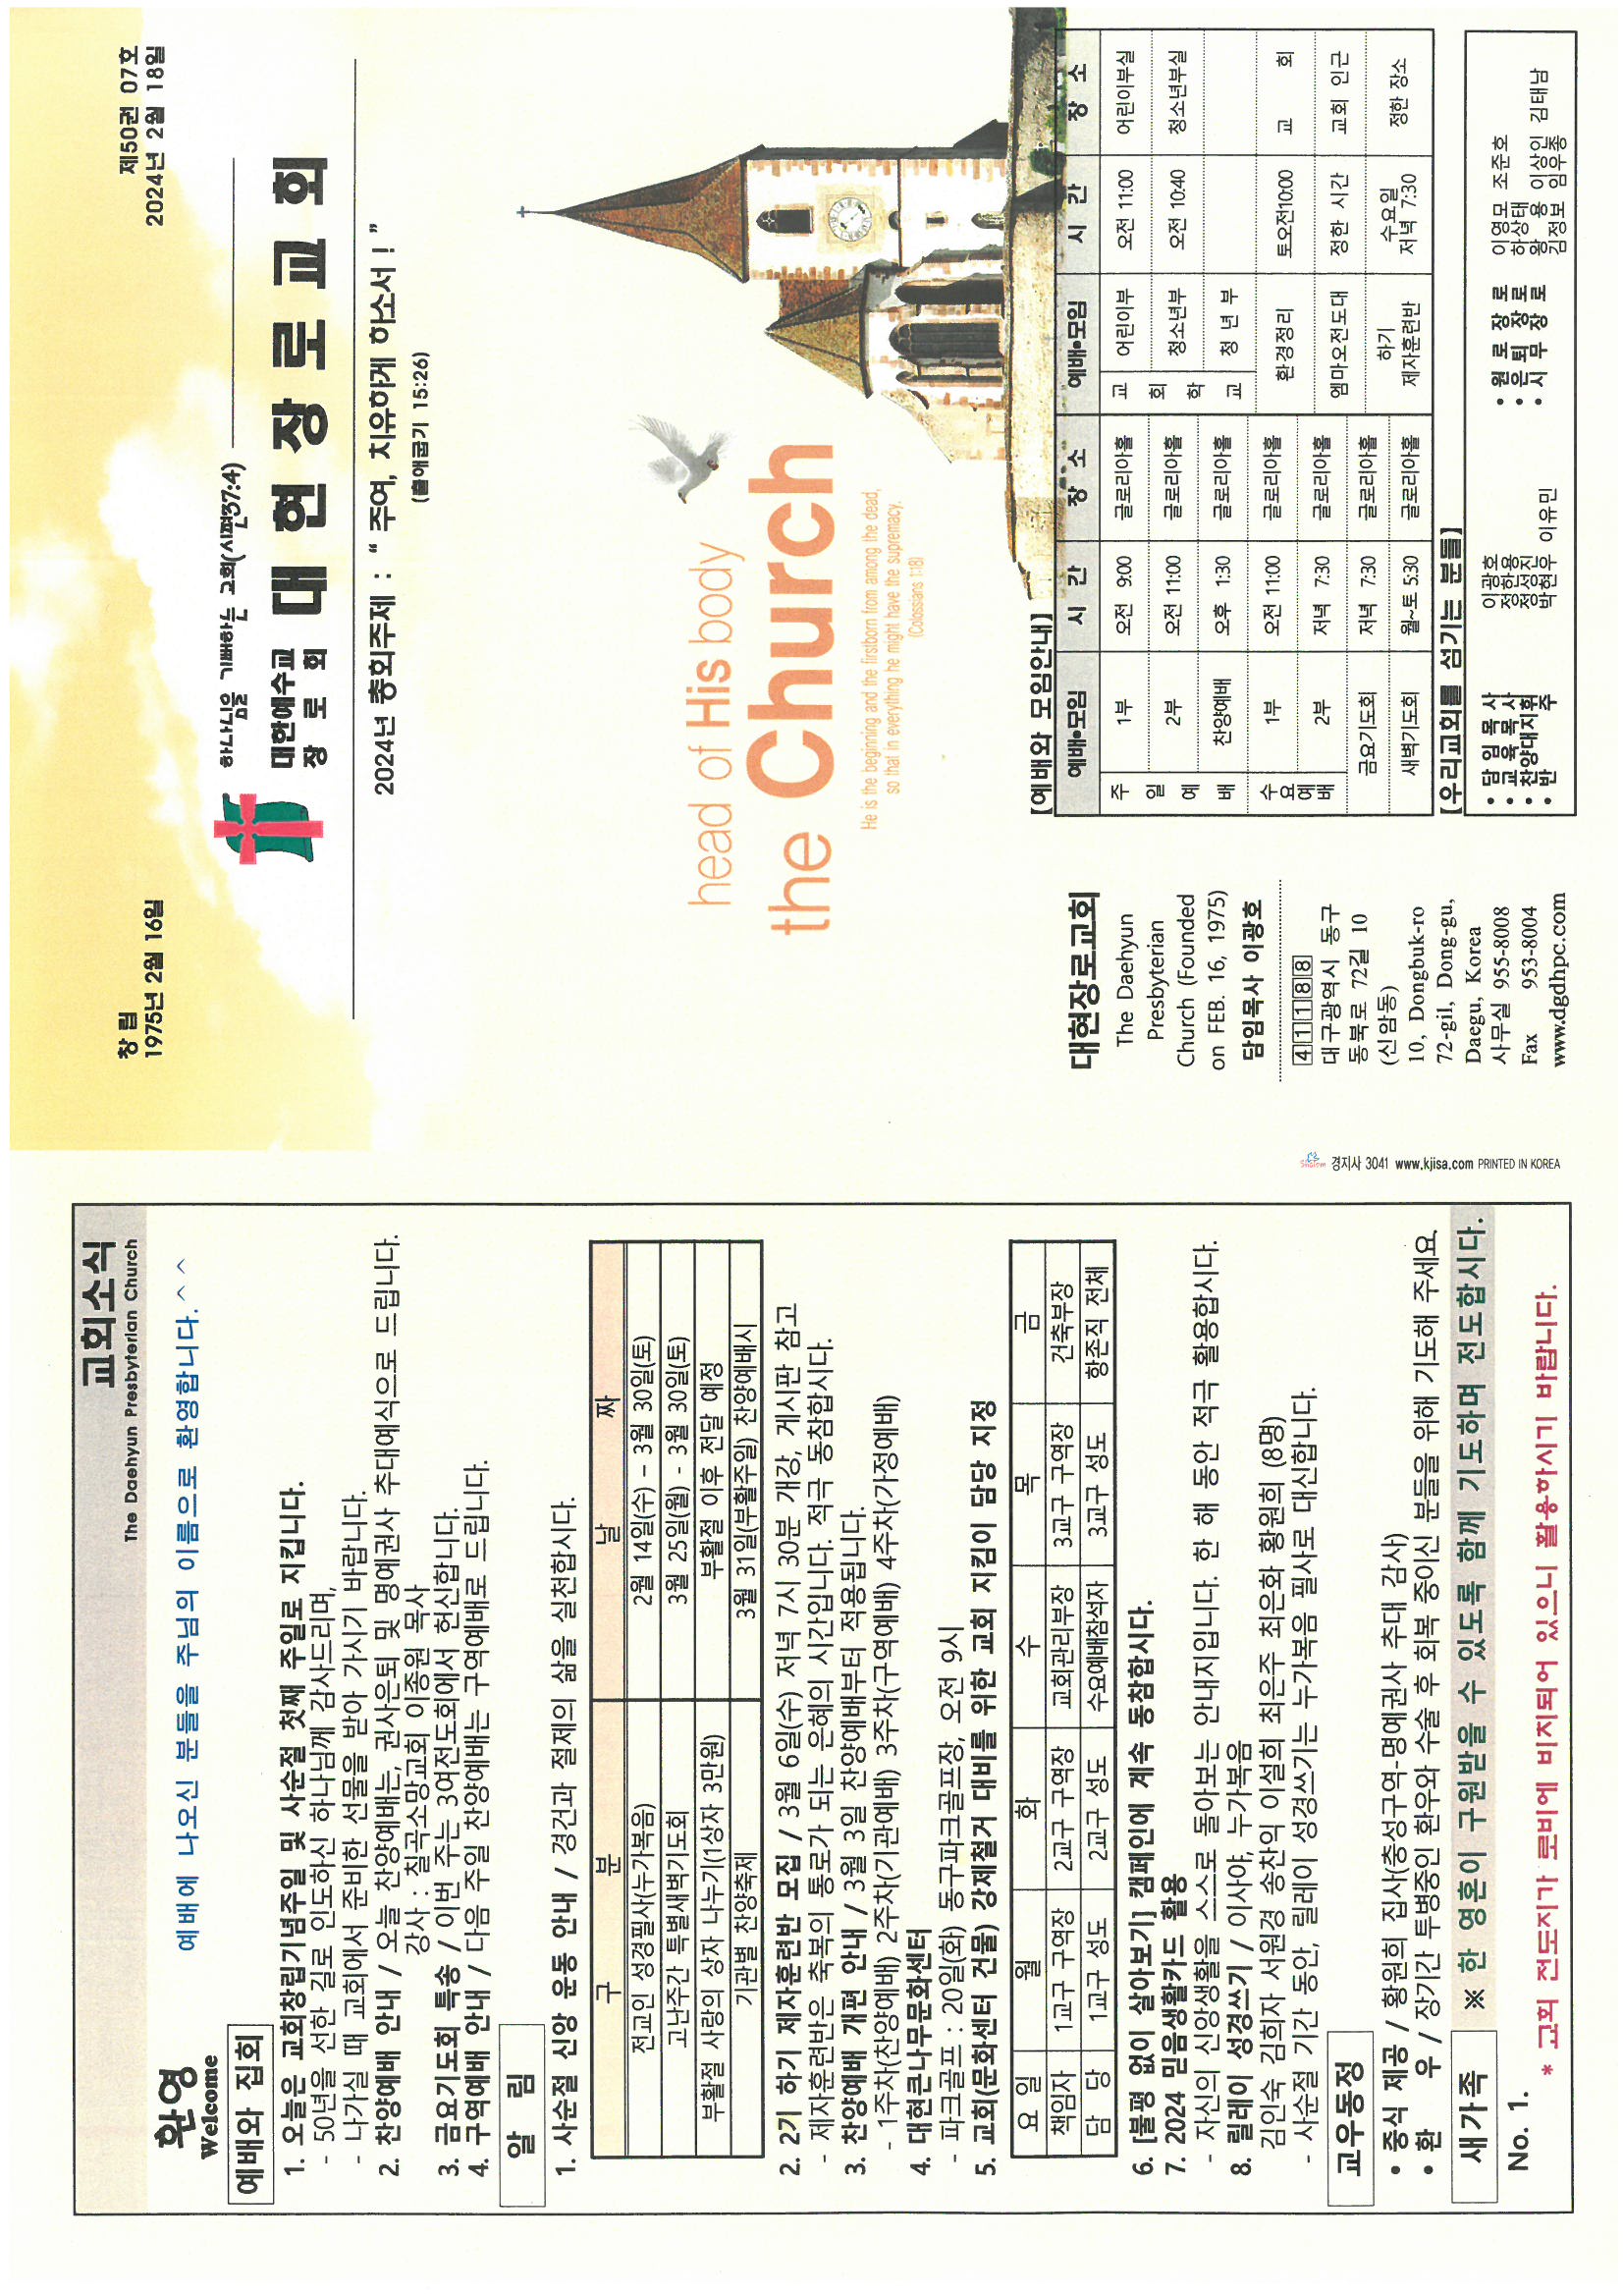 창 립
1975년 2월 16일
제50권 07호
2024년 2월 18일
하나님을 기뻐하는 교회(시편37:4)
대한예수교
장 로 회
대 현 장 로 교 회
2024년 총회주제 : “ 주여, 치유하게 하소서 ! ”
(출애굽기 15:26)
head of His body
the Church
He is the beginning and the firstborn from among the dead,
so that in everything he might have the supremacy.
(Colossians 1:18)
대현장로교회
The Daehyun
Presbyterian
Church (Founded
on FEB. 16, 1975)
담임목사 이광호
41188
대구광역시 동구
동북로 72길 10
(신암동)
10, Dongbuk-ro
72-gil, Dong-gu,
Daegu, Korea
사무실 955-8008
Fax 953-8004
www.dgdhpc.com
[예배와 모임안내]
예배•모임 시 간 장 소 예배•모임 시 간 장 소
주일예배 1부 오전 9:00 글로리아홀 교회학교 어린이부 오전 11:00 어린이부실
2부 오전 11:00 글로리아홀 청소년부 오전 10:40 청소년부실
찬양예배 오후 1:30 글로리아홀 청 년 부
수요예배 1부 오전 11:00 글로리아홀 환경정리 토오전10:00 교 회
2부 저녁 7:30 글로리아홀 엠마오전도대 정한 시간 교회 인근
금요기도회 저녁 7:30 글로리아홀 하기 제자훈련반 수요일 저녁 7:30 정한 장소
새벽기도회 월~토 5:30 글로리아홀
[우리교회를 섬기는 분들]
• 담 임 목 사 이광호 • 원 로 장 로 이영모 조준호
• 교 육 목 사 정하용 • 은 퇴 장 로 하상태
• 찬양대지휘 정성진 • 시 무 장 로 왕 용 이상인 김태남
• 반 주 박현우 이유민 김정보 임우종
Shalom 경지사 3041 www.kjisa.com PRINTED IN KOREA
교회소식
The Daehyun Presbyterian Church
환영
Welcome
예배에 나오신 분들을 주님의 이름으로 환영합니다.^^
예배와 집회
1. 오늘은 교회창립기념주일 및 사순절 첫째 주일로 지킵니다.
- 50년을 선한 길로 인도하신 하나님께 감사드리며,
- 나가실 때 교회에서 준비한 선물을 받아 가시기 바랍니다.
2. 찬양예배 안내 / 오늘 찬양예배는, 권사은퇴 및 명예권사 추대예식으로 드립니다.
강사 : 칠곡소망교회 이종원 목사
3. 금요기도회 특송 / 이번 주는 3여전도회에서 헌신합니다.
4. 구역예배 안내 / 다음 주일 찬양예배는 구역예배로 드립니다.
알 림
1. 사순절 신앙 운동 안내 / 경건과 절제의 삶을 실천합시다.
구 분 날 짜
전교인 성경필사(누가복음) 2월 14일(수) - 3월 30일(토)
고난주간 특별새벽기도회 3월 25일(월) - 3월 30일(토)
부활절 사랑의 상자 나누기(1상자 3만원) 부활절 이후 전달 예정
기관별 찬양축제 3월 31일(부활주일) 찬양예배시
2. 2기 하기 제자훈련반 모집 / 3월 6일(수) 저녁 7시 30분 개강, 게시판 참고
- 제자훈련반은 축복의 통로가 되는 은혜의 시간입니다. 적극 동참합시다.
3. 찬양예배 개편 안내 / 3월 3일 찬양예배부터 적용됩니다.
- 1주차(찬양예배) 2주차(기관예배) 3주차(구역예배) 4주차(가정예배)
4. 대현큰나무문화센터
- 파크골프 : 20일(화) 동구파크골프장, 오전 9시
5. 교회(문화센터 건물) 강제철거 대비를 위한 교회 지킴이 담당 지정
요 일 월 화 수 목 금
책임자 1교구 구역장 2교구 구역장 교회관리부장 3교구 구역장 건축부장
담 당 1교구 성도 2교구 성도 수요예배참석자 3교구 성도 항존직 전체
6. [불평 없이 살아보기] 캠페인에 계속 동참합시다.
7. 2024 믿음생활카드 활용
- 자신의 신앙생활을 스스로 돌아보는 안내지입니다. 한 해 동안 적극 활용합시다.
8. 릴레이 성경쓰기 / 이사야, 누가복음
김인숙 김희자 서원경 송찬익 이설희 최은주 최은화 황원희 (8명)
- 사순절 기간 동안, 릴레이 성경쓰기는 누가복음 필사로 대신합니다.
교우동정
• 중식 제공 / 황원희 집사(충성구역-명예권사 추대 감사)
• 환 우 / 장기간 투병중인 환우와 수술 후 회복 중이신 분들을 위해 기도해 주세요.
새가족
※ 한 영혼이 구원받을 수 있도록 함께 기도하며 전도합시다.
No. 1.
* 교회 전도지가 로비에 비치되어 있으니 활용하시기 바랍니다.